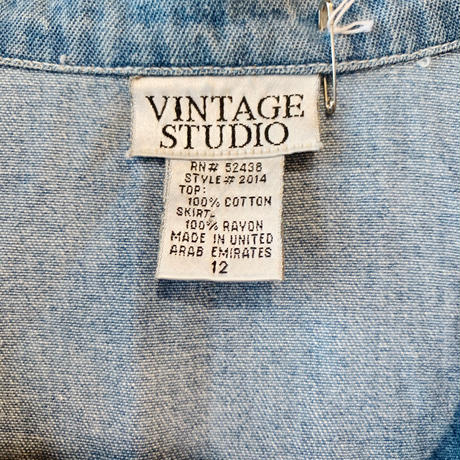 VINTAGE
STUDIO
RN# 52438
STYLE# 2014
TOP:
100% COTTON
SKIRT:
100% RAYON
MADE IN UNITED
ARAB EMIRATES
12